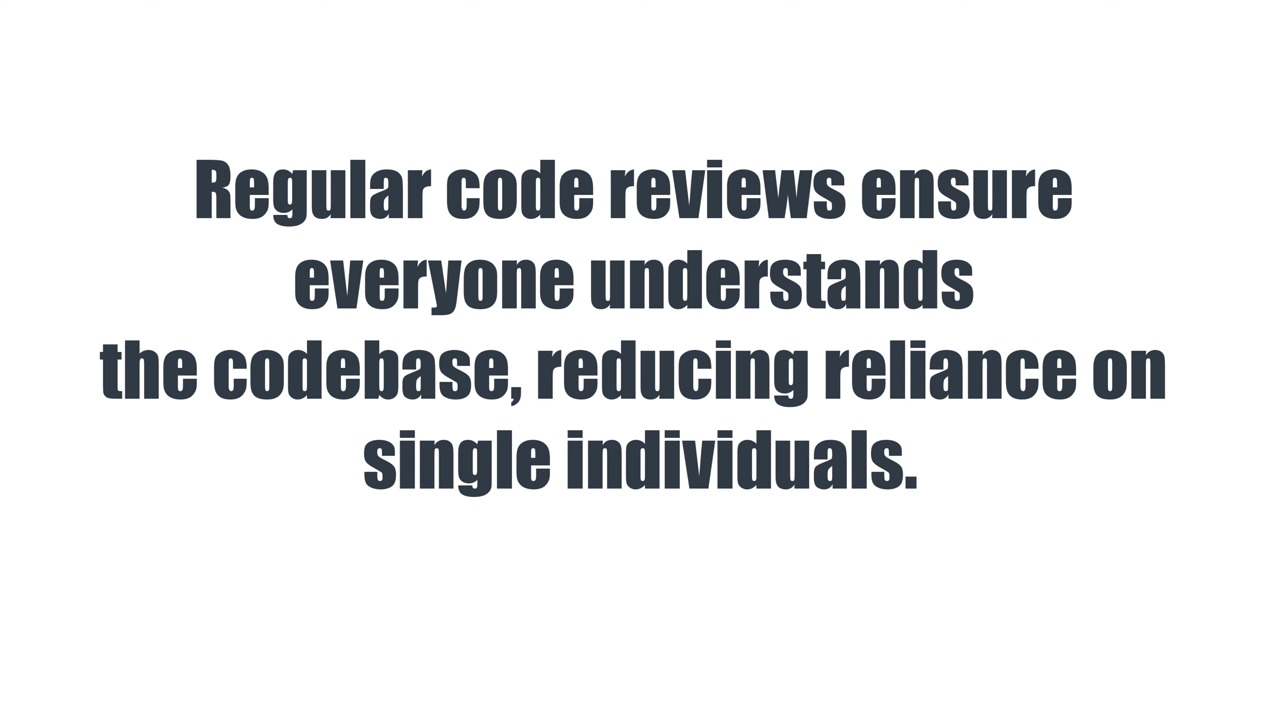 Regular code reviews ensure
everyone understands
the codebase, reducing reliance on
single individuals.